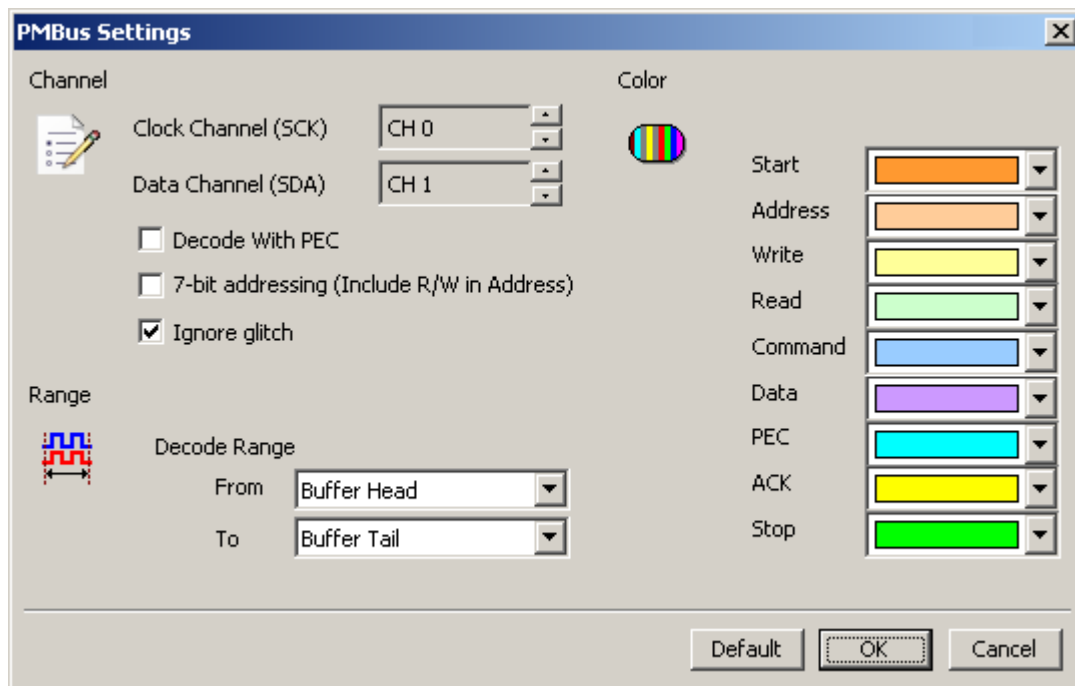 PMBus Settings
Channel
Clock Channel (SCK)
CH 0
Data Channel (SDA)
CH 1
Decode With PEC
7-bit addressing (Include R/W in Address)
Ignore glitch
Range
Decode Range
From
Buffer Head
To
Buffer Tail
Color
Start
Address
Write
Read
Command
Data
PEC
ACK
Stop
Default
OK
Cancel